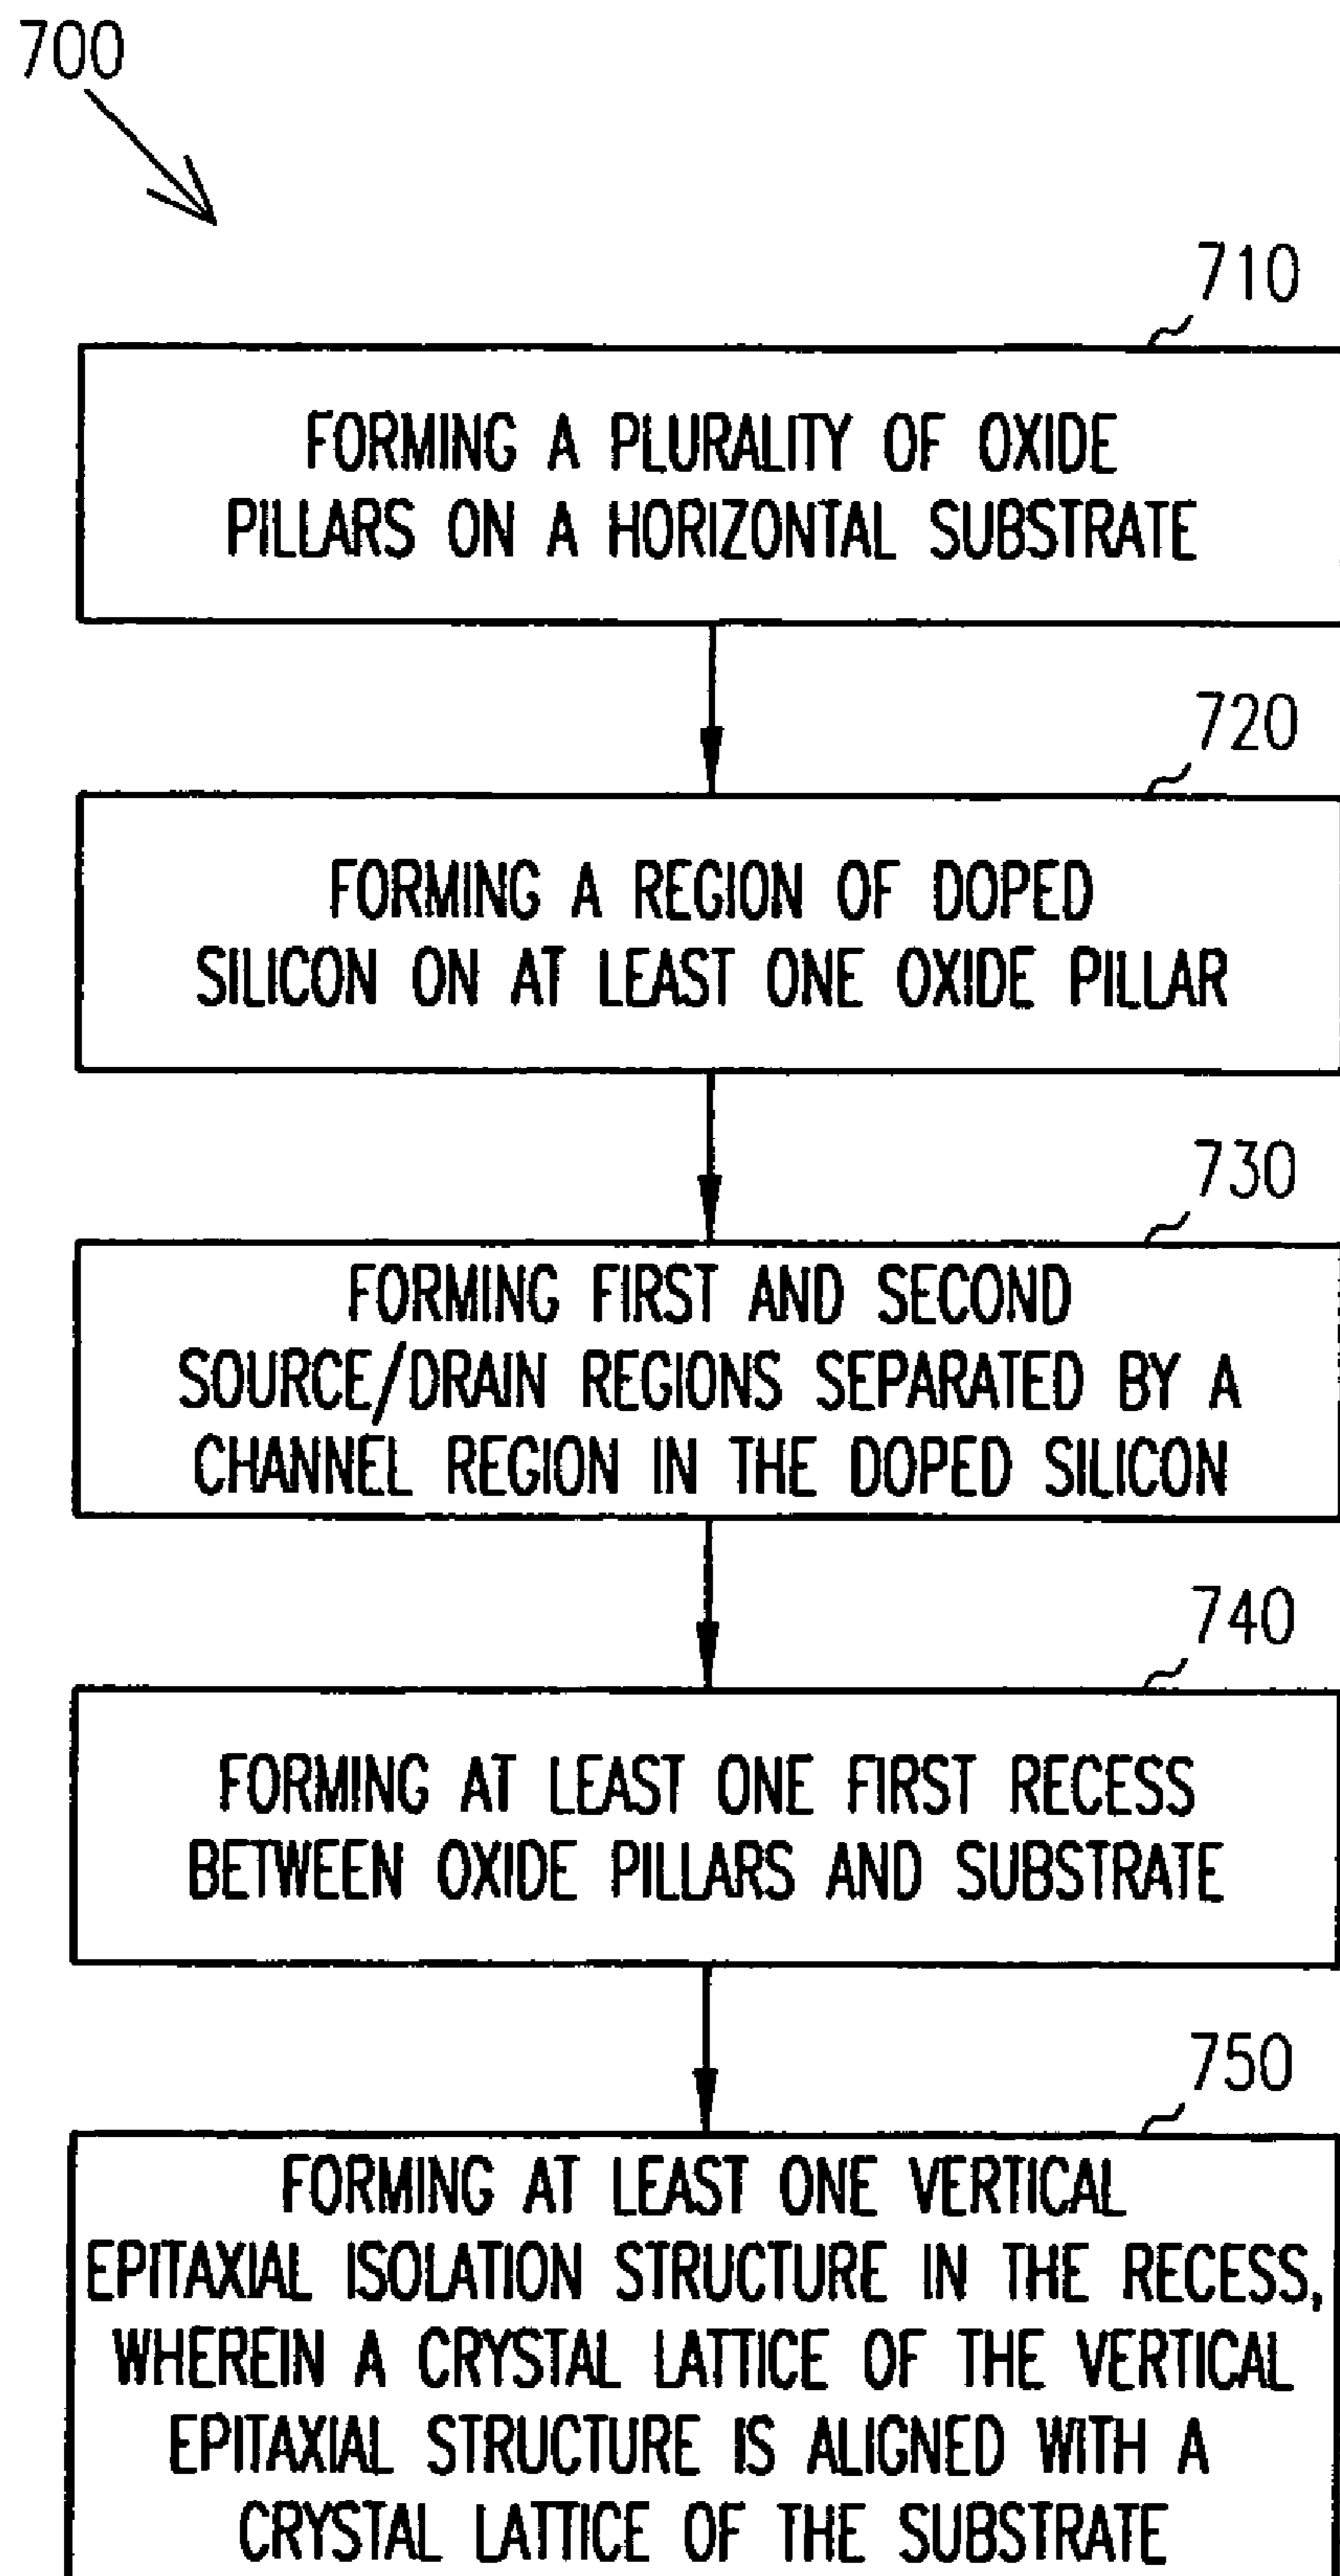 700
710
FORMING A PLURALITY OF OXIDE
PILLARS ON A HORIZONTAL SUBSTRATE
720
FORMING A REGION OF DOPED
SILICON ON AT LEAST ONE OXIDE PILLAR
730
FORMING FIRST AND SECOND
SOURCE/DRAIN REGIONS SEPARATED BY A
CHANNEL REGION IN THE DOPED SILICON
740
FORMING AT LEAST ONE FIRST RECESS
BETWEEN OXIDE PILLARS AND SUBSTRATE
750
FORMING AT LEAST ONE VERTICAL
EPITAXIAL ISOLATION STRUCTURE IN THE RECESS,
WHEREIN A CRYSTAL LATTICE OF THE VERTICAL
EPITAXIAL STRUCTURE IS ALIGNED WITH A
CRYSTAL LATTICE OF THE SUBSTRATE